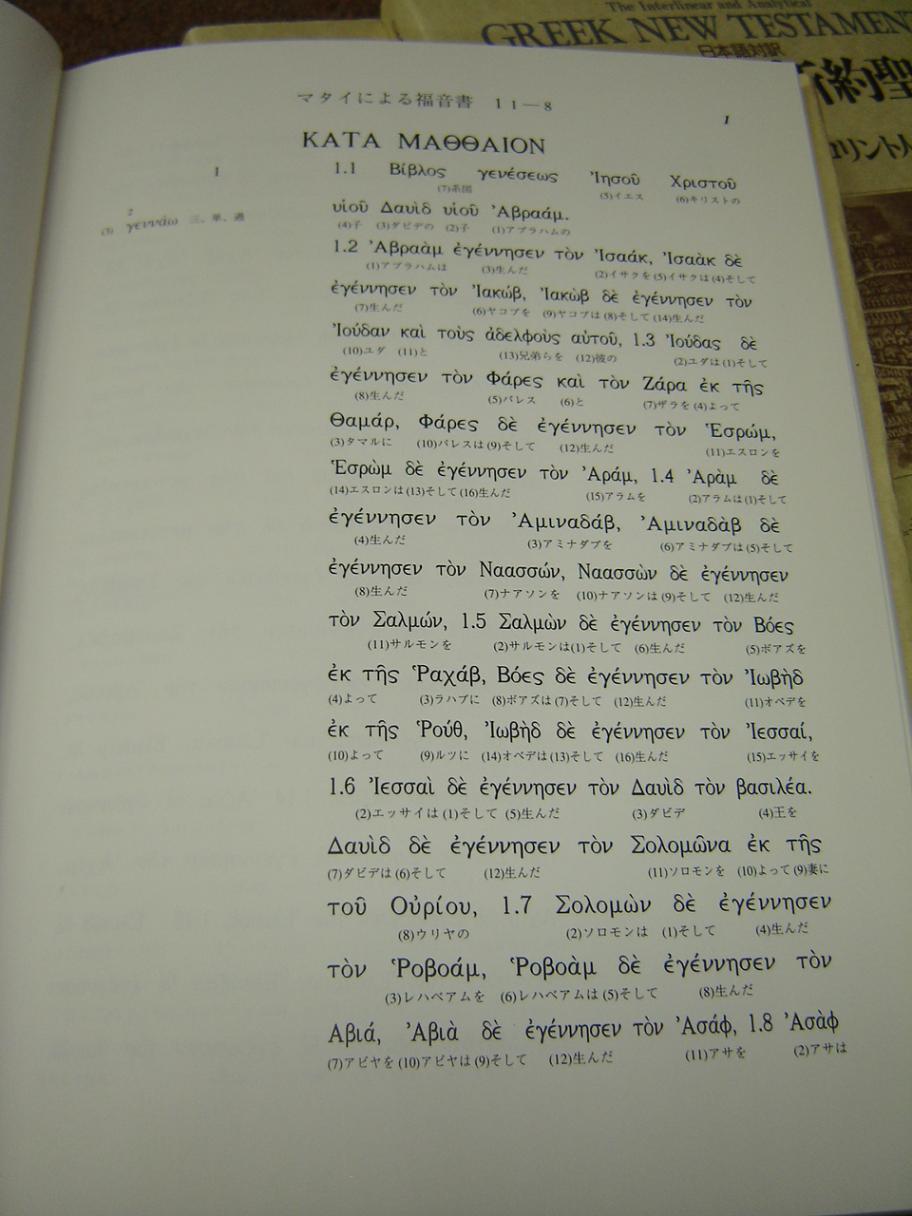 The Interlinear and Analytical
GREEK NEW TESTAMENT
日本語対訳
マタイによる福音書 11—8
1
ΚΑΤΑ ΜΑΘΘΑΙΟΝ
1
1.1 Βίβλος γενέσεως Ἰησοῦ Χριστοῦ
(7)系図 (5)イエス (6)キリストの
υἱοῦ Δαυὶδ υἱοῦ Ἀβραάμ.
(4)子 (3)ダビデの (2)子 (1)アブラハムの
2
(3) γεννάω 三、単、過
1.2 Ἀβραὰμ ἐγέννησεν τὸν Ἰσαάκ, Ἰσαὰκ δὲ
(1)アブラハムは (3)生んだ (2)イサクを (5)イサクは (4)そして
ἐγέννησεν τὸν Ἰακώβ, Ἰακὼβ δὲ ἐγέννησεν τὸν
(7)生んだ (6)ヤコブを (9)ヤコブは (8)そして (14)生んだ
Ἰούδαν καὶ τοὺς ἀδελφοὺς αὐτοῦ, 1.3 Ἰούδας δὲ
(10)ユダ (11)と (13)兄弟らを (12)彼の (2)ユダは (1)そして
ἐγέννησεν τὸν Φάρες καὶ τὸν Ζάρα ἐκ τῆς
(8)生んだ (5)パレス (6)と (7)ザラを (4)よって
Θαμάρ, Φάρες δὲ ἐγέννησεν τὸν Ἑσρώμ,
(3)タマルに (10)パレスは (9)そして (12)生んだ (11)エスロンを
Ἑσρὼμ δὲ ἐγέννησεν τὸν Ἀράμ, 1.4 Ἀρὰμ δὲ
(14)エスロンは (13)そして (16)生んだ (15)アラムを (2)アラムは (1)そして
ἐγέννησεν τὸν Ἀμιναδάβ, Ἀμιναδὰβ δὲ
(4)生んだ (3)アミナダブを (6)アミナダブは (5)そして
ἐγέννησεν τὸν Ναασσών, Ναασσὼν δὲ ἐγέννησεν
(8)生んだ (7)ナアソンを (10)ナアソンは (9)そして (12)生んだ
τὸν Σαλμών, 1.5 Σαλμὼν δὲ ἐγέννησεν τὸν Βόες
(11)サルモンを (2)サルモンは (1)そして (6)生んだ (5)ボアズを
ἐκ τῆς Ῥαχάβ, Βόες δὲ ἐγέννησεν τὸν Ἰωβὴδ
(4)よって (3)ラハブに (8)ボアズは (7)そして (12)生んだ (11)オベデを
ἐκ τῆς Ῥούθ, Ἰωβὴδ δὲ ἐγέννησεν τὸν Ἰεσσαί,
(10)よって (9)ルツに (14)オベデは (13)そして (16)生んだ (15)エッサイを
1.6 Ἰεσσαὶ δὲ ἐγέννησεν τὸν Δαυὶδ τὸν βασιλέα.
(2)エッサイは (1)そして (5)生んだ (3)ダビデ (4)王を
Δαυὶδ δὲ ἐγέννησεν τὸν Σολομῶνα ἐκ τῆς
(7)ダビデは (6)そして (12)生んだ (11)ソロモンを (10)よって (9)妻に
τοῦ Οὐρίου, 1.7 Σολομὼν δὲ ἐγέννησεν
(8)ウリヤの (2)ソロモンは (1)そして (4)生んだ
τὸν Ῥοβοάμ, Ῥοβοὰμ δὲ ἐγέννησεν τὸν
(3)レハベアムを (6)レハベアムは (5)そして (8)生んだ
Αβιά, Ἀβιὰ δὲ ἐγέννησεν τὸν Ἀσάφ, 1.8 Ἀσὰφ
(7)アビヤを (10)アビヤは (9)そして (12)生んだ (11)アサを (2)アサは